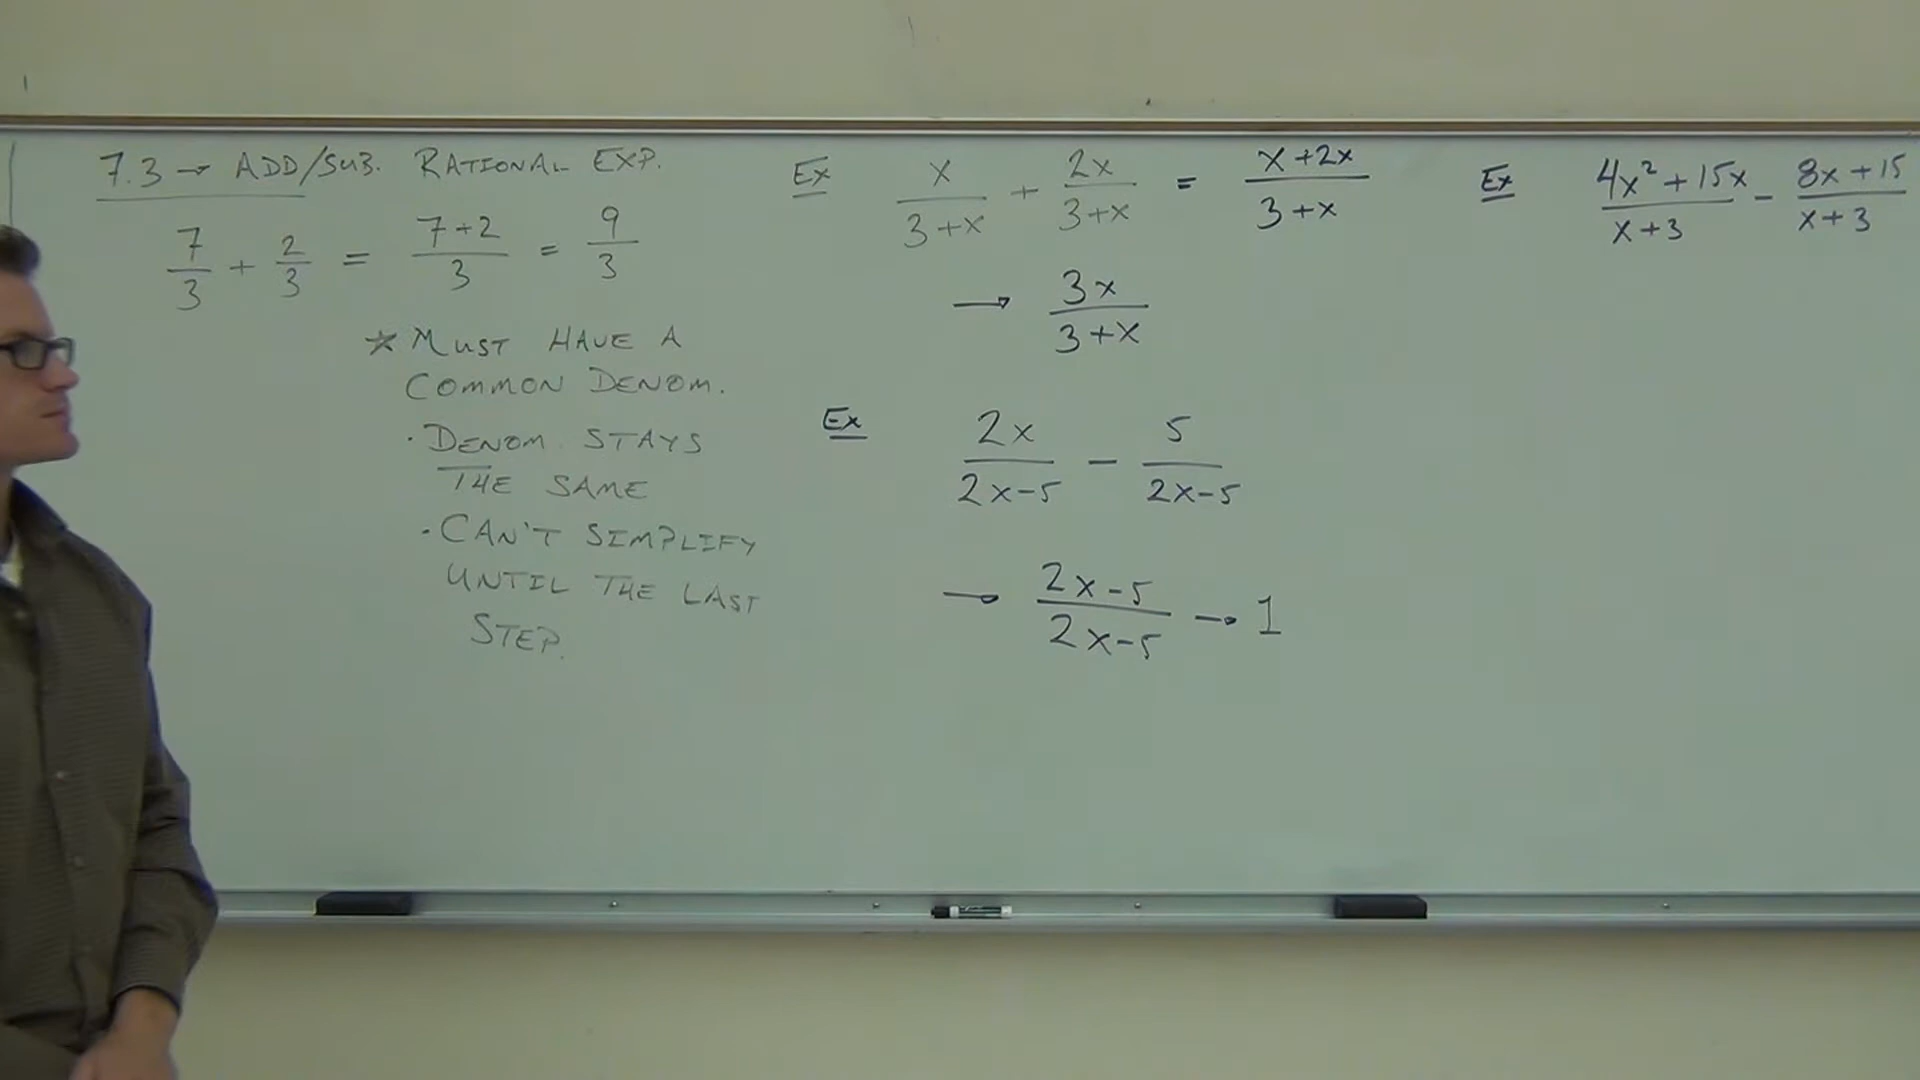 7.3 → ADD/SUB. RATIONAL EXP.
7/3 + 2/3 = (7+2)/3 = 9/3
* MUST HAVE A
COMMON DENOM.
· DENOM. STAYS
THE SAME
· CAN'T SIMPLIFY
UNTIL THE LAST
STEP.
Ex x/(3+x) + 2x/(3+x) = (x+2x)/(3+x)
→ 3x/(3+x)
Ex 2x/(2x-5) - 5/(2x-5)
→ (2x-5)/(2x-5) → 1
Ex (4x²+15x)/(x+3) - (8x+15)/(x+3)